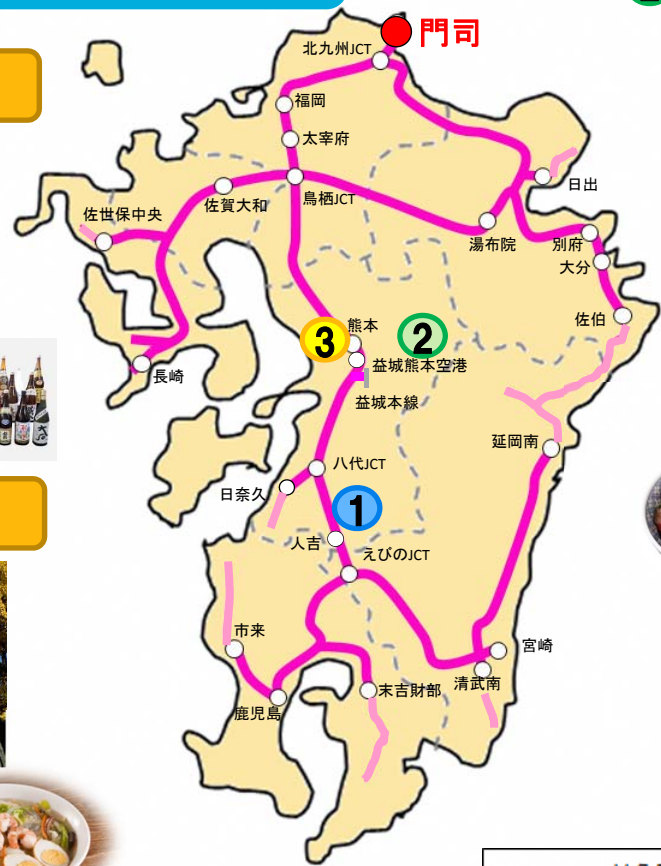 門司
北九州JCT
福岡
太宰府
日出
佐世保中央
佐賀大和
鳥栖JCT
湯布院
別府
大分
佐伯
3
熊本
2
益城熊本空港
長崎
益城本線
延岡南
八代JCT
日奈久
1
人吉
えびのJCT
市来
宮崎
清武南
末吉財部
鹿児島